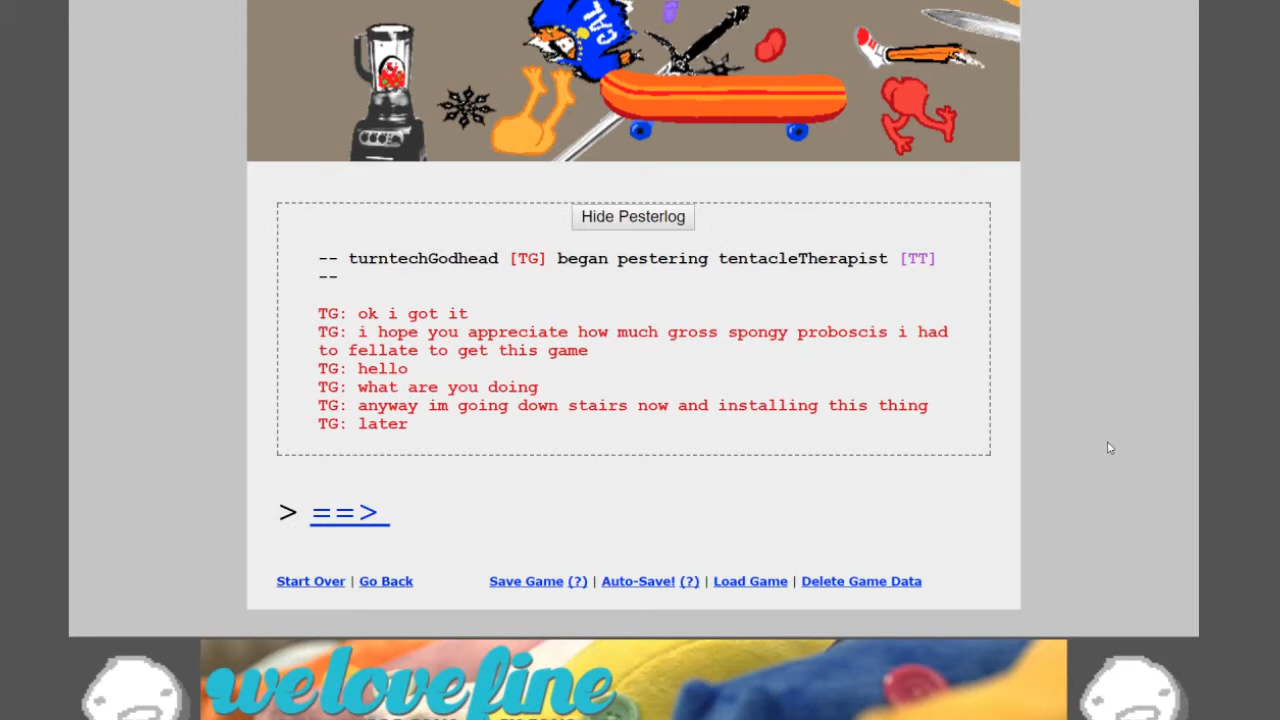 CAL
Hide Pesterlog
-- turntechGodhead [TG] began pestering tentacleTherapist [TT]
--
TG: ok i got it
TG: i hope you appreciate how much gross spongy proboscis i had
to fellate to get this game
TG: hello
TG: what are you doing
TG: anyway im going down stairs now and installing this thing
TG: later
> ==>
Start Over | Go Back Save Game (?) | Auto-Save! (?) | Load Game | Delete Game Data
welovefine